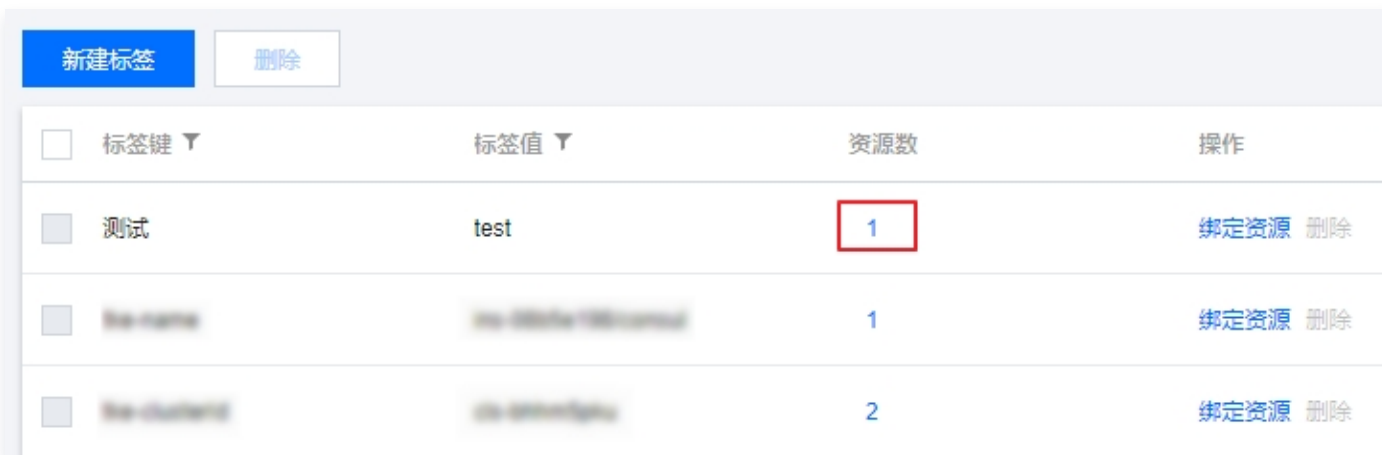 新建标签 删除
标签键 标签值 资源数 操作
测试 test 1 绑定资源 删除
1 绑定资源 删除
2 绑定资源 删除